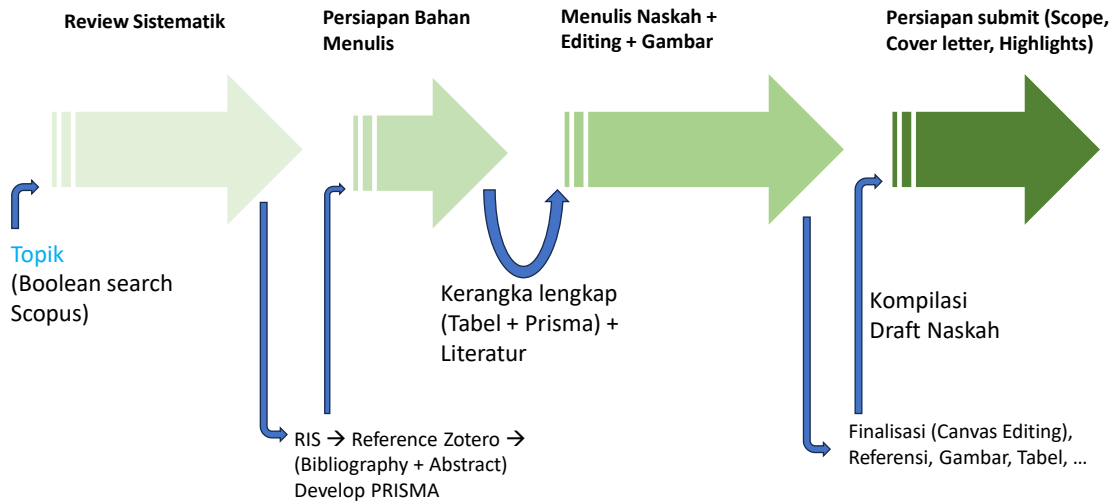 Review Sistematik
Persiapan Bahan
Menulis
Menulis Naskah +
Editing + Gambar
Persiapan submit (Scope,
Cover letter, Highlights)
Topik
(Boolean search
Scopus)
Kerangka lengkap
(Tabel + Prisma) +
Literatur
Kompilasi
Draft Naskah
RIS → Reference Zotero →
(Bibliography + Abstract)
Develop PRISMA
Finalisasi (Canvas Editing),
Referensi, Gambar, Tabel, ...